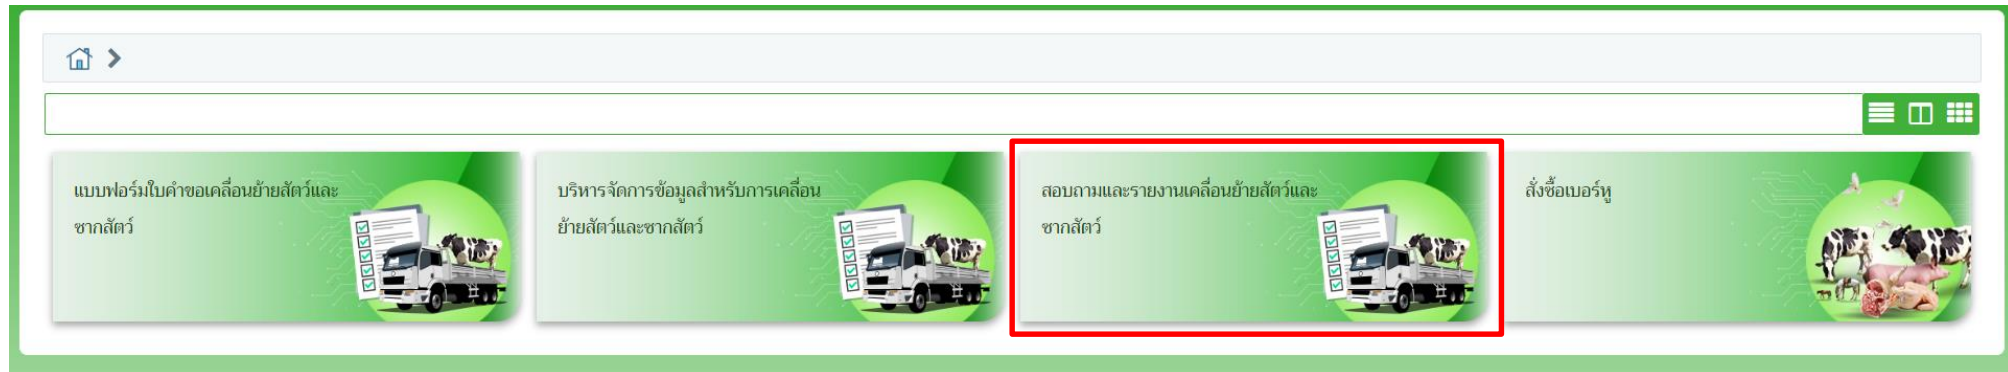 แบบฟอร์มใบคำขอเคลื่อนย้ายสัตว์และ
ซากสัตว์
บริหารจัดการข้อมูลสำหรับการเคลื่อน
ย้ายสัตว์และซากสัตว์
สอบถามและรายงานเคลื่อนย้ายสัตว์และ
ซากสัตว์
สั่งซื้อเบอร์หู